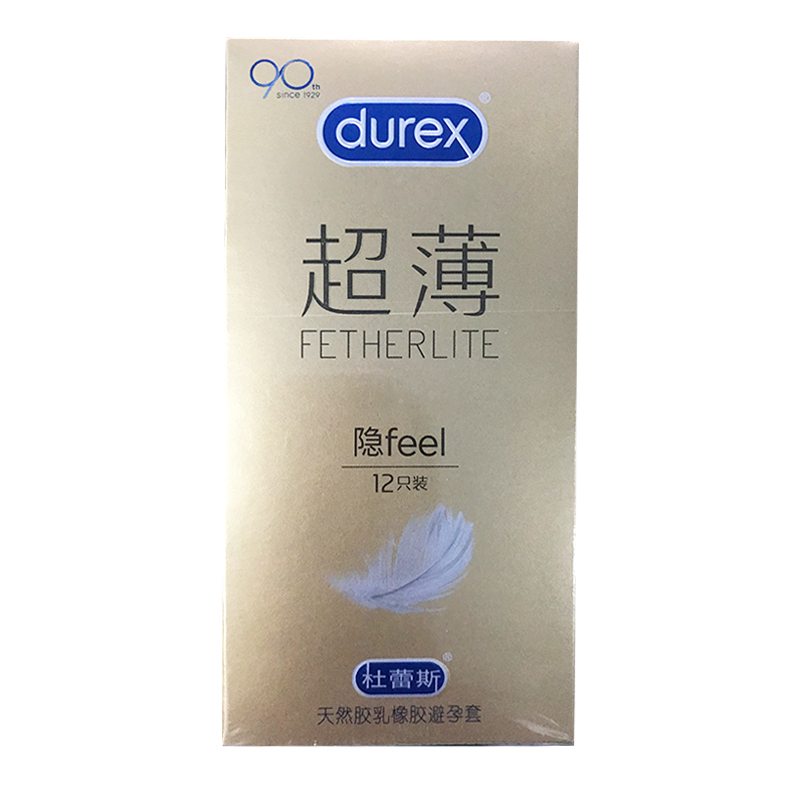 90th
since 1929
durex®
超薄
FETHERLITE
隐feel
12只装
杜蕾斯®
天然胶乳橡胶避孕套